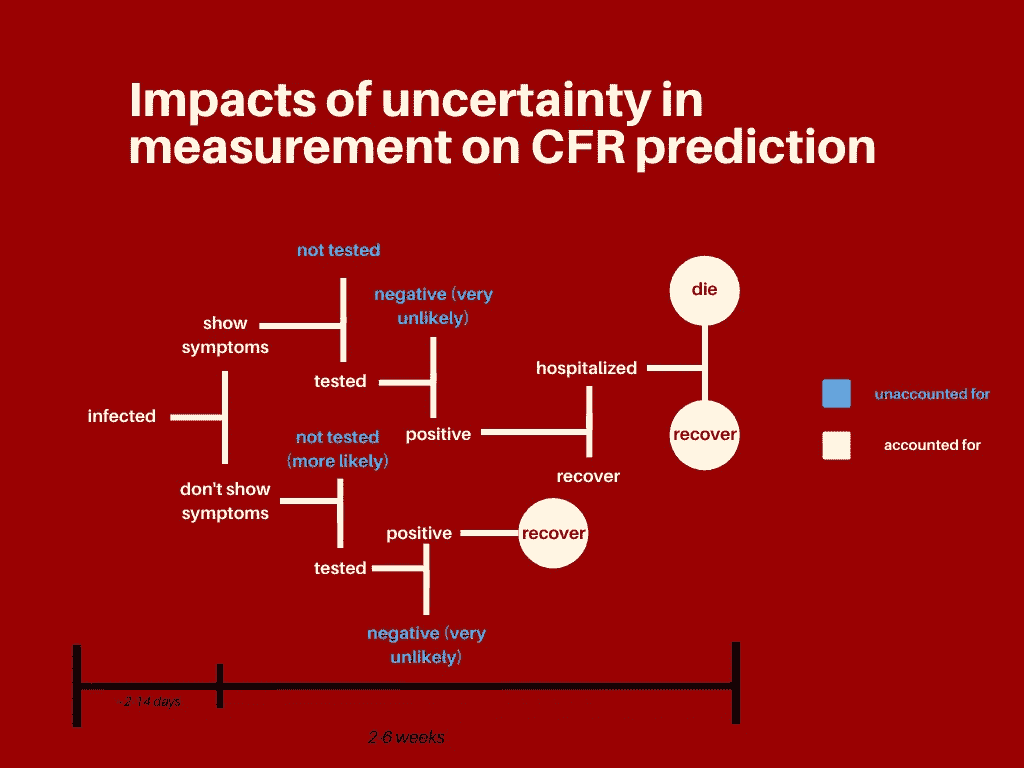 Impacts of uncertainty in
measurement on CFR prediction
not tested
negative (very
unlikely)
die
show
symptoms
hospitalized
tested
unaccounted for
infected
not tested
(more likely)
positive
recover
accounted for
recover
don't show
symptoms
positive
recover
tested
negative (very
unlikely)
~2-14 days
2-6 weeks